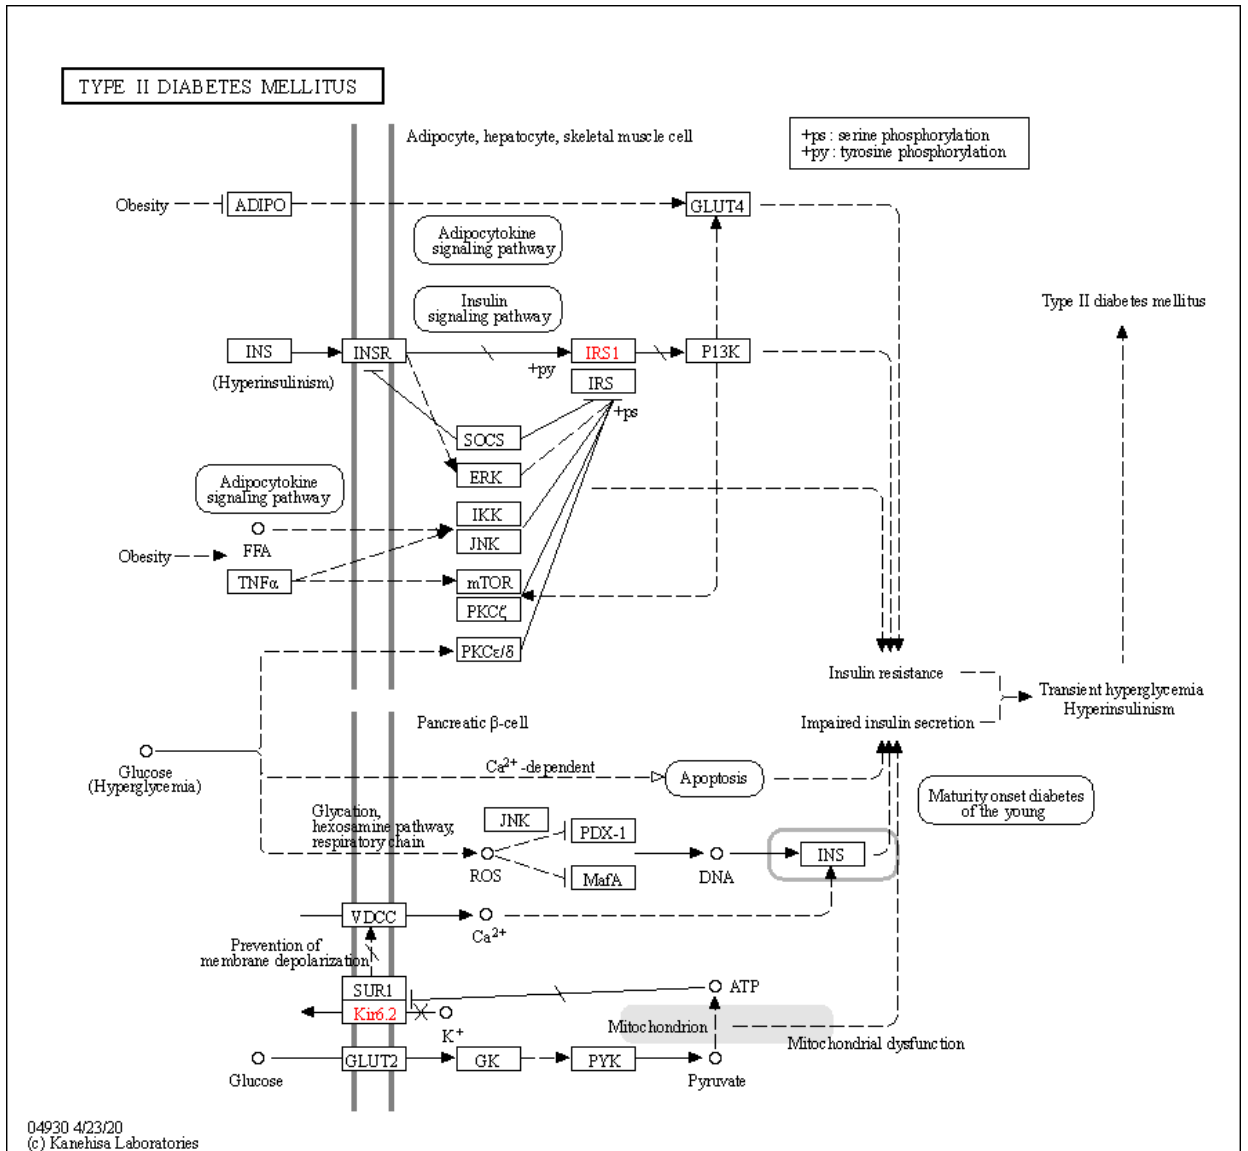 TYPE II DIABETES MELLITUS
Adipocyte, hepatocyte, skeletal muscle cell
+ps : serine phosphorylation
+py : tyrosine phosphorylation
Obesity
ADIPO
GLUT4
Adipocytokine
signaling pathway
Insulin
signaling pathway
Type II diabetes mellitus
INS
INSR
IRS1
P13K
+py
(Hyperinsulinism)
IRS
+ps
SOCS
ERK
Adipocytokine
signaling pathway
IKK
FFA
JNK
Obesity
TNFα
mTOR
PKCζ
PKCε/δ
Insulin resistance
Transient hyperglycemia
Hyperinsulinism
Pancreatic β-cell
Impaired insulin secretion
Glucose
(Hyperglycemia)
Ca2+ -dependent
Apoptosis
Maturity onset diabetes
of the young
Glycation,
hexosamine pathway,
respiratory chain
JNK
PDX-1
ROS
MafA
DNA
INS
VDCC
Ca2+
Prevention of
membrane depolarization
SUR1
ATP
Kir6.2
K+
Mitochondrion
Mitochondrial dysfunction
Glucose
GLUT2
GK
PYK
Pyruvate
04930 4/23/20
(c) Kanehisa Laboratories